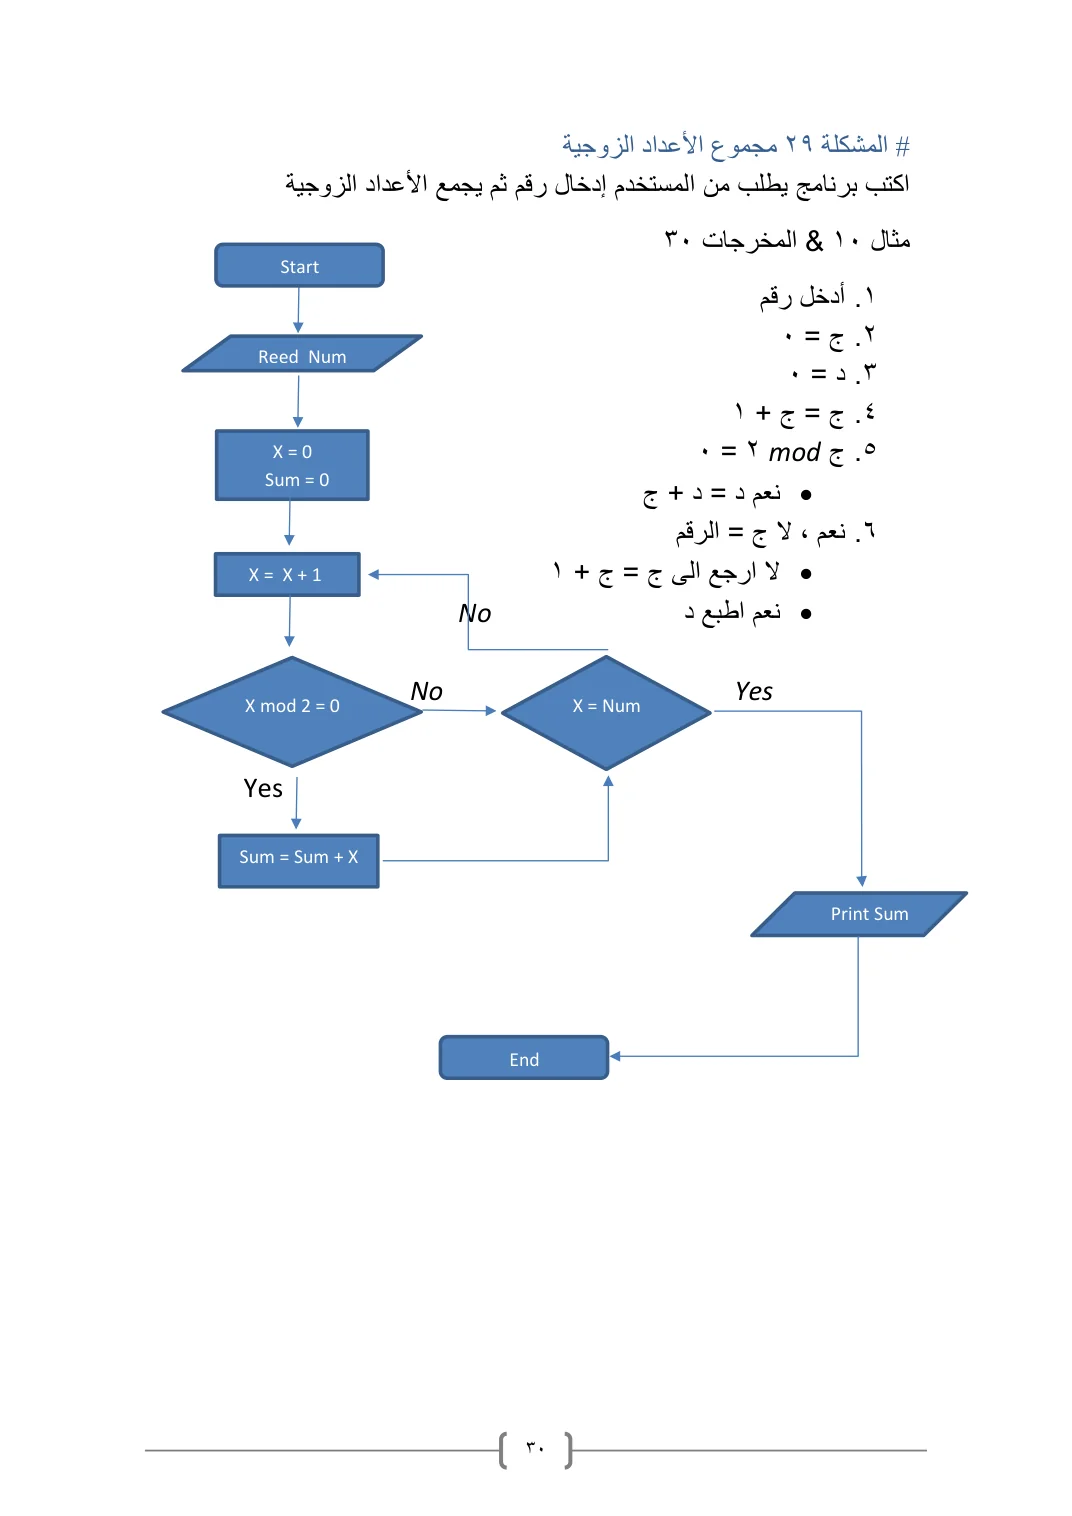 # المشكلة ٢٩ مجموع الأعداد الزوجية
اكتب برنامج يطلب من المستخدم إدخال رقم ثم يجمع الأعداد الزوجية
مثال ١٠ & المخرجات ٣٠
١. أدخل رقم
٢. ج = ٠
٣. د = ٠
٤. ج = ج + ١
٥. ج mod ٢ = ٠
• نعم د = د + ج
٦. نعم ، لا ج = الرقم
• لا ارجع الى ج = ج + ١
• نعم اطبع د
Start
Reed Num
X = 0
Sum = 0
X = X + 1
No
X mod 2 = 0
No
X = Num
Yes
Yes
Sum = Sum + X
Print Sum
End
٣٠